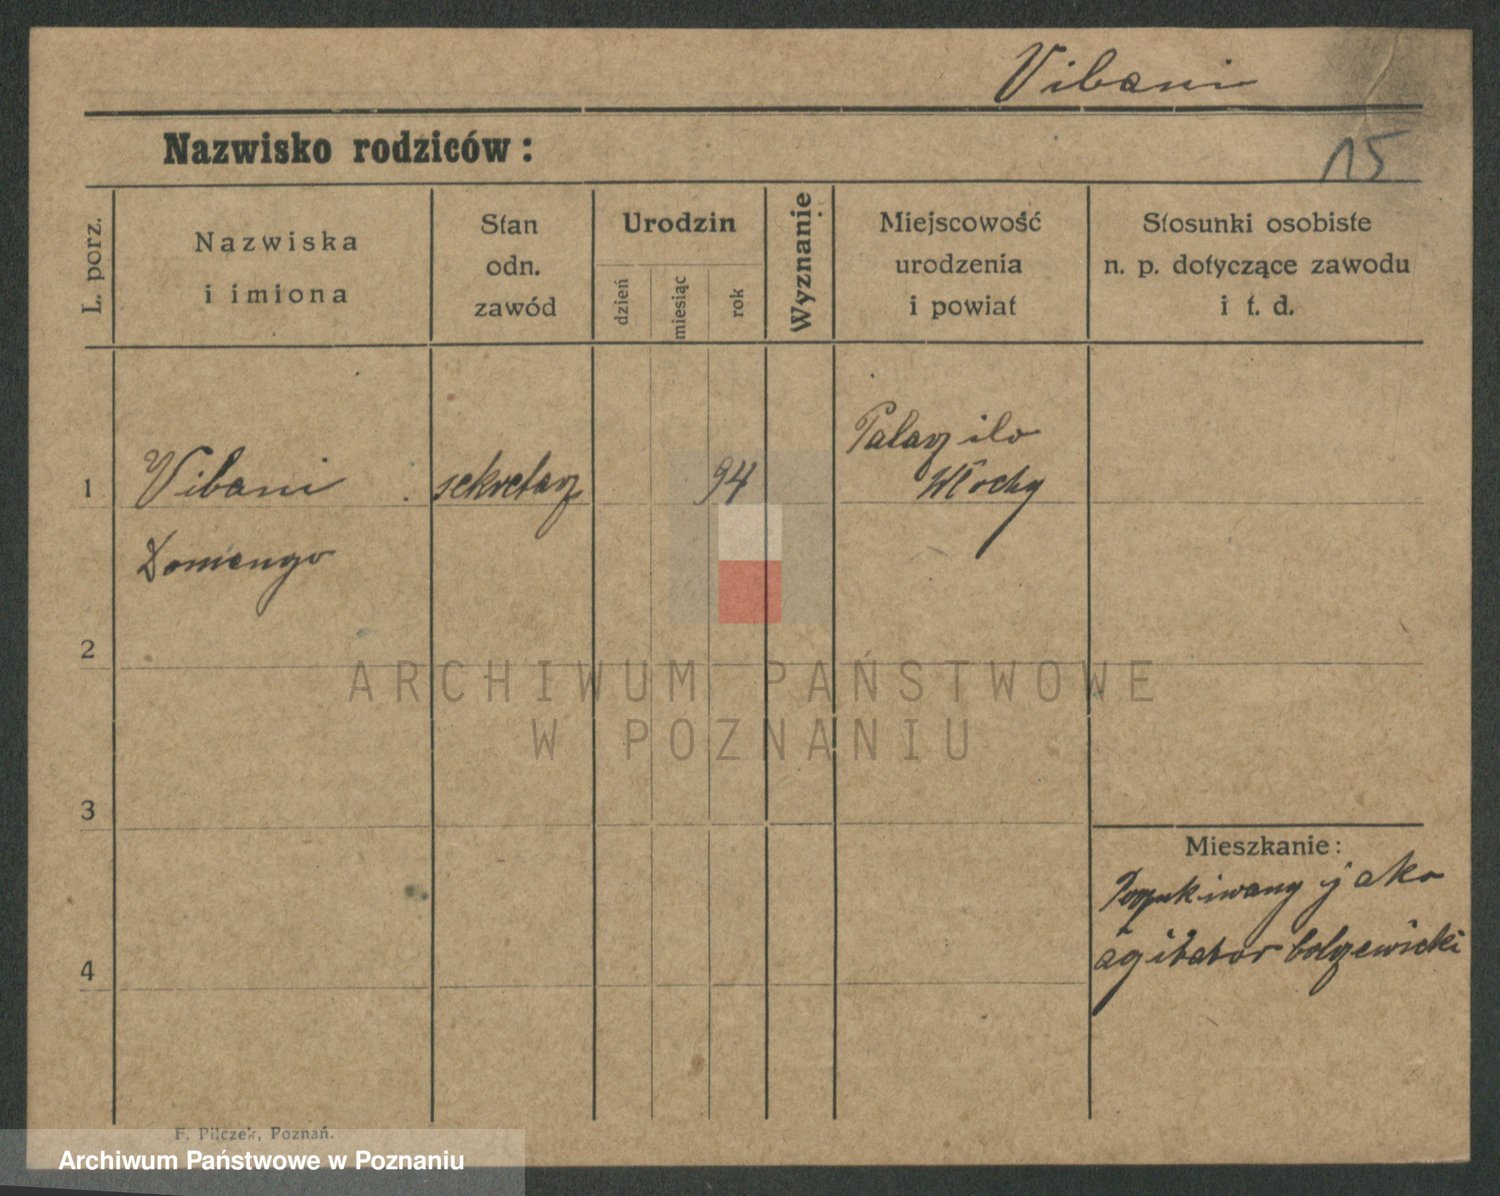 Vibani
15
Nazwisko rodziców:
L. porz.
Nazwiska
i imiona
Stan
odn.
zawód
Urodzin
dzień
miesiąc
rok
Wyznanie
Miejscowość
urodzenia
i powiat
Stosunki osobiste
n. p. dotyczące zawodu
i t. d.
1
Vibani
Domengo
sekretarz
94
Włochy
2
3
4
Mieszkanie:
Poszukiwany jako
agitator bolszewicki
ARCHIWUM PAŃSTWOWE
W POZNANIU
F. Pilczek, Poznań.
Archiwum Państwowe w Poznaniu